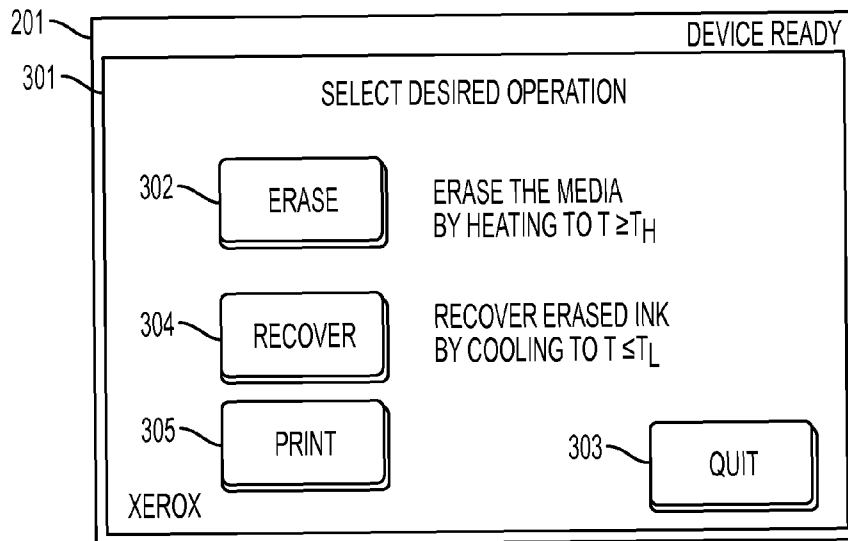 201
DEVICE READY
301
SELECT DESIRED OPERATION
302
ERASE
ERASE THE MEDIA
BY HEATING TO T ≥TH
304
RECOVER
RECOVER ERASED INK
BY COOLING TO T ≤TL
305
PRINT
303
QUIT
XEROX